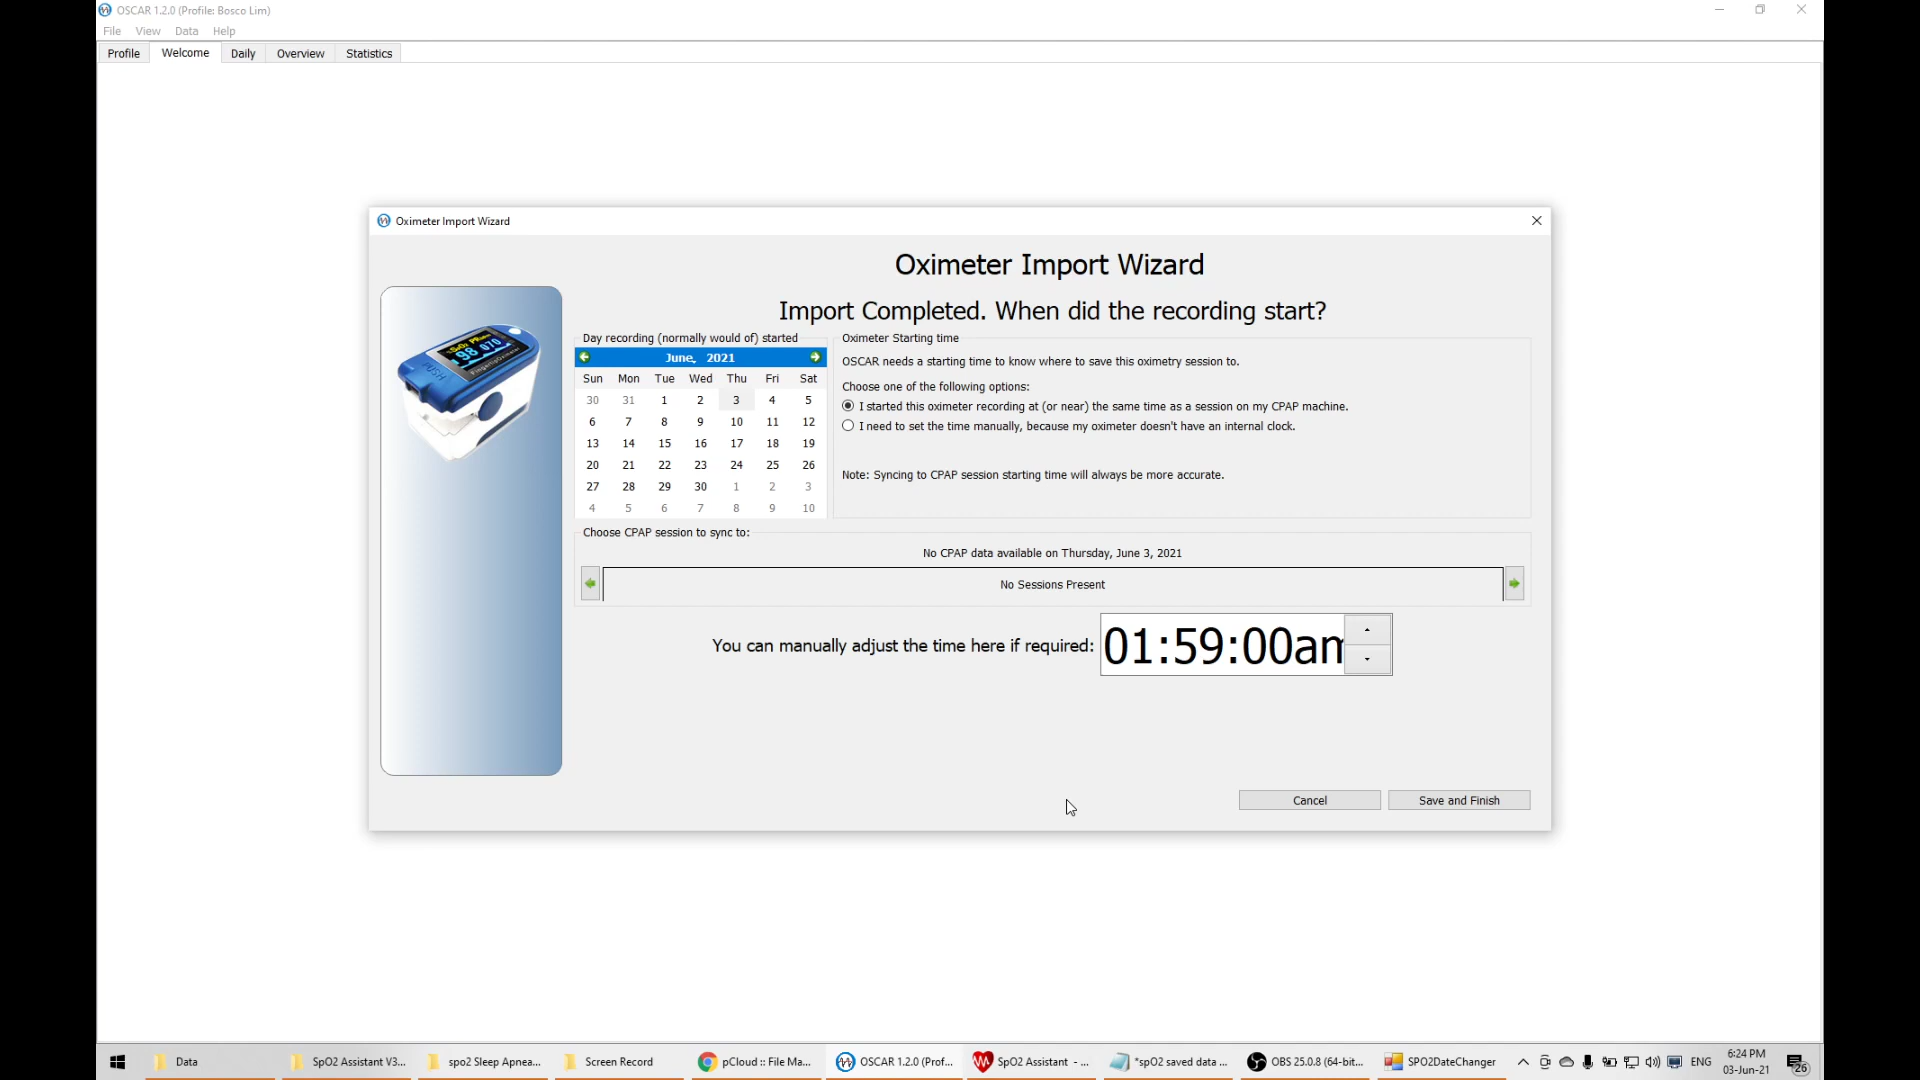 OSCAR 1.2.0 (Profile: Bosco Lim)
File View Data Help
Profile Welcome Daily Overview Statistics
Oximeter Import Wizard
Oximeter Import Wizard
Import Completed. When did the recording start?
Day recording (normally would of) started
June, 2021
Sun Mon Tue Wed Thu Fri Sat
30 31 1 2 3 4 5
6 7 8 9 10 11 12
13 14 15 16 17 18 19
20 21 22 23 24 25 26
27 28 29 30 1 2 3
4 5 6 7 8 9 10
Oximeter Starting time
OSCAR needs a starting time to know where to save this oximetry session to.
Choose one of the following options:
I started this oximeter recording at (or near) the same time as a session on my CPAP machine.
I need to set the time manually, because my oximeter doesn't have an internal clock.
Note: Syncing to CPAP session starting time will always be more accurate.
%SpO2 PRbpm
98 070
PUSH
Fingertip Oximeter
Choose CPAP session to sync to:
No CPAP data available on Thursday, June 3, 2021
No Sessions Present
You can manually adjust the time here if required: 01:59:00am
Cancel Save and Finish
Data SpO2 Assistant V3... spo2 Sleep Apnea... Screen Record pCloud :: File Ma... OSCAR 1.2.0 (Prof... SpO2 Assistant - ... *spO2 saved data ... OBS 25.0.8 (64-bit... SPO2DateChanger ENG 6:24 PM
03-Jun-21 26